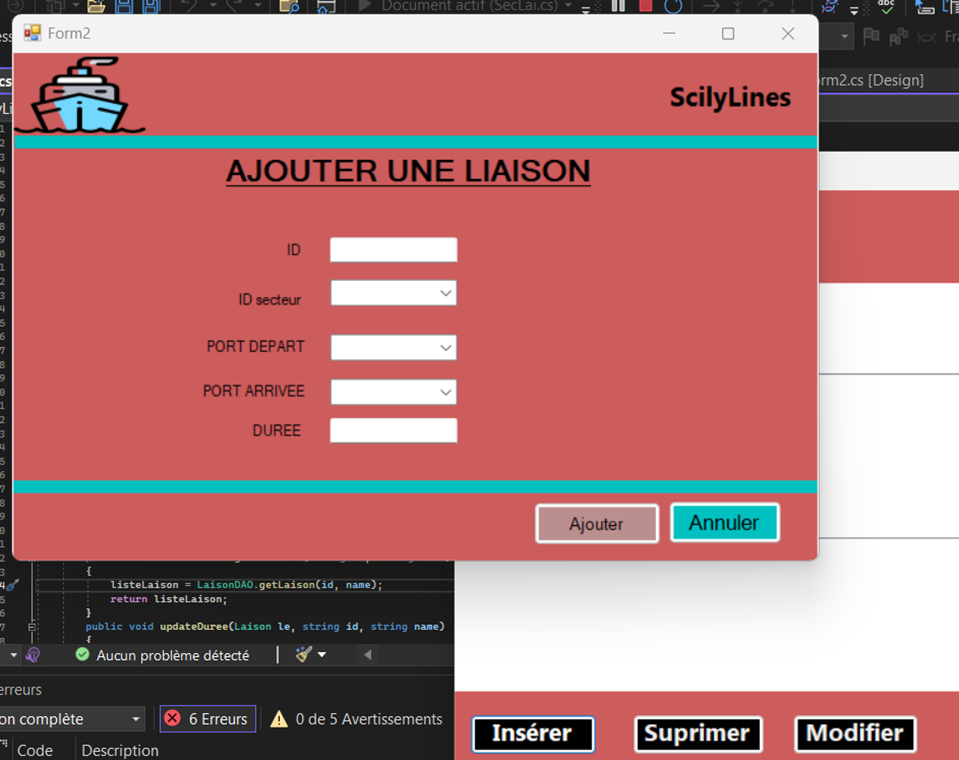 Document actif (SecLai.cs)
Form2
ScilyLines
rm2.cs [Design]
AJOUTER UNE LIAISON
ID
ID secteur
PORT DEPART
PORT ARRIVEE
DUREE
Ajouter
Annuler
{
listeLaison = LaisonDAO.getLaison(id, name);
return listeLaison;
}
public void updateDuree(Laison le, string id, string name)
{
Aucun problème détecté
erreurs
on complète
6 Erreurs
0 de 5 Avertissements
Code
Description
Insérer
Suprimer
Modifier